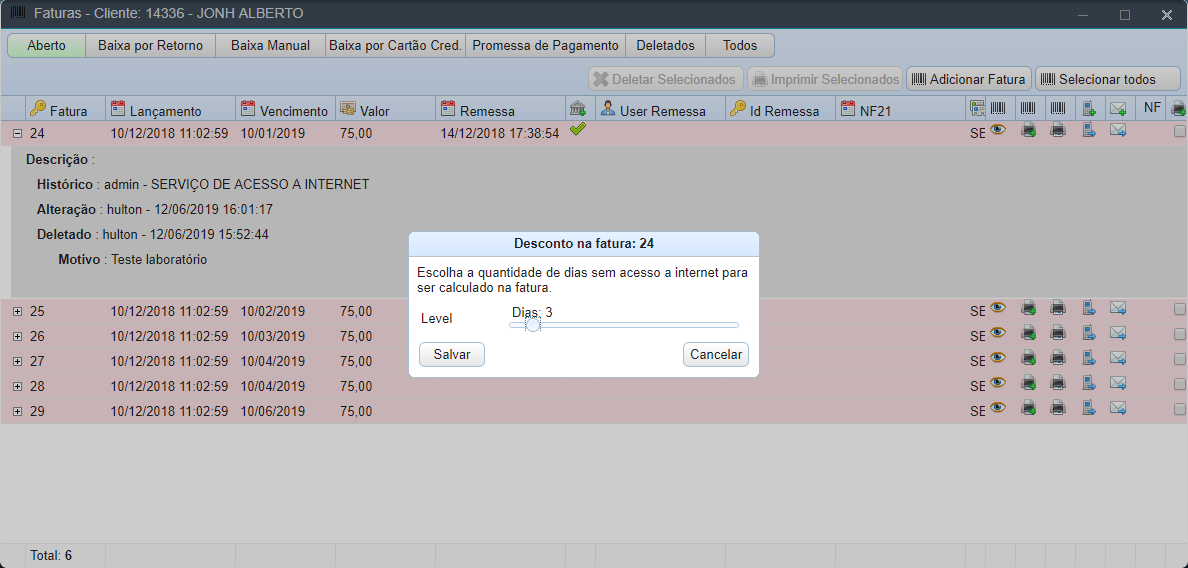 Faturas - Cliente: 14336 - JONH ALBERTO
Aberto Baixa por Retorno Baixa Manual Baixa por Cartão Cred. Promessa de Pagamento Deletados Todos
Deletar Selecionados Imprimir Selecionados Adicionar Fatura Selecionar todos
Fatura Lançamento Vencimento Valor Remessa User Remessa Id Remessa NF21 NF
24 10/12/2018 11:02:59 10/01/2019 75,00 14/12/2018 17:38:54 SE
Descrição :
Histórico : admin - SERVIÇO DE ACESSO A INTERNET
Alteração : hulton - 12/06/2019 16:01:17
Deletado : hulton - 12/06/2019 15:52:44
Motivo : Teste laboratório
Desconto na fatura: 24
Escolha a quantidade de dias sem acesso a internet para
ser calculado na fatura.
Level Dias: 3
Salvar Cancelar
25 10/12/2018 11:02:59 10/02/2019 75,00 SE
26 10/12/2018 11:02:59 10/03/2019 75,00 SE
27 10/12/2018 11:02:59 10/04/2019 75,00 SE
28 10/12/2018 11:02:59 10/04/2019 75,00 SE
29 10/12/2018 11:02:59 10/06/2019 75,00 SE
Total: 6